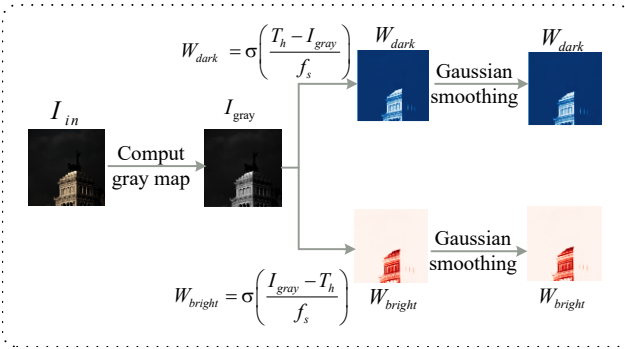 W_dark = σ((T_h − I_gray) / f_s)
W_dark
W_dark
Gaussian
smoothing
I_in
I_gray
Comput
gray map
Gaussian
smoothing
W_bright = σ((I_gray − T_h) / f_s)
W_bright
W_bright